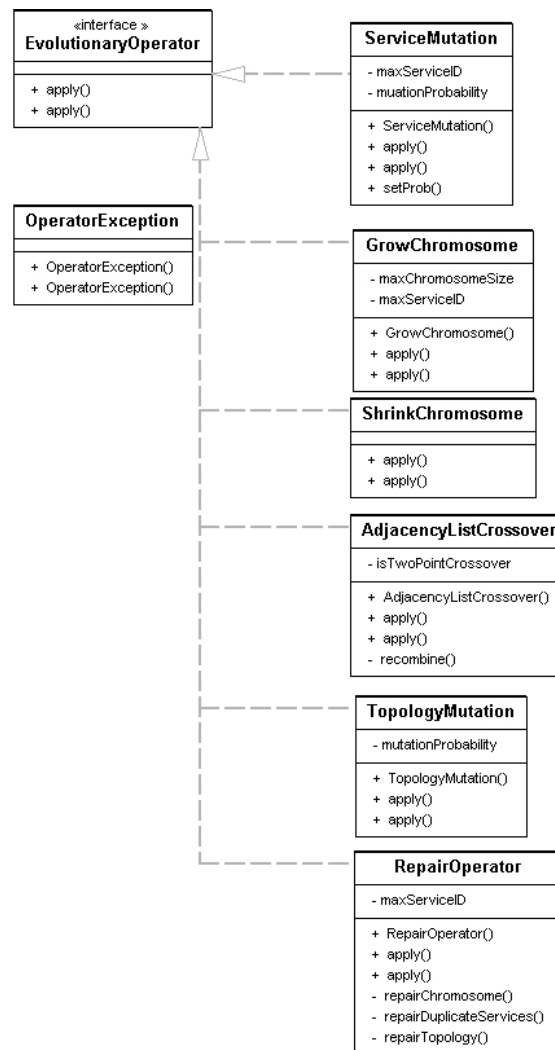 «interface »
EvolutionaryOperator
+ apply()
+ apply()
ServiceMutation
- maxServiceID
- muationProbability
+ ServiceMutation()
+ apply()
+ apply()
+ setProb()
OperatorException
+ OperatorException()
+ OperatorException()
GrowChromosome
- maxChromosomeSize
- maxServiceID
+ GrowChromosome()
+ apply()
+ apply()
ShrinkChromosome
+ apply()
+ apply()
AdjacencyListCrossover
- isTwoPointCrossover
+ AdjacencyListCrossover()
+ apply()
+ apply()
- recombine()
TopologyMutation
- mutationProbability
+ TopologyMutation()
+ apply()
+ apply()
RepairOperator
- maxServiceID
+ RepairOperator()
+ apply()
+ apply()
- repairChromosome()
- repairDuplicateServices()
- repairTopology()